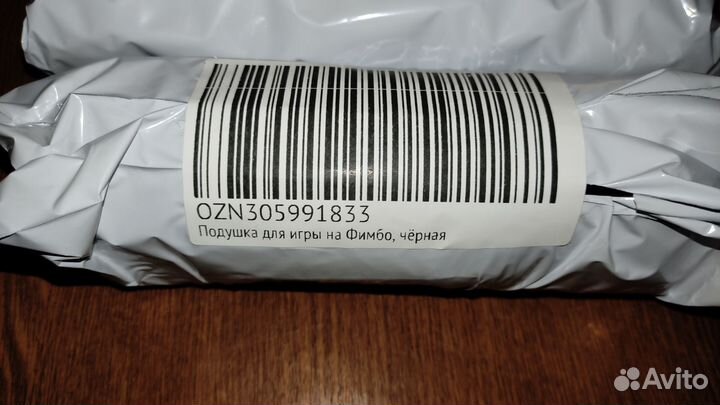 OZN305991833
Подушка для игры на Фимбо, чёрная
Avito